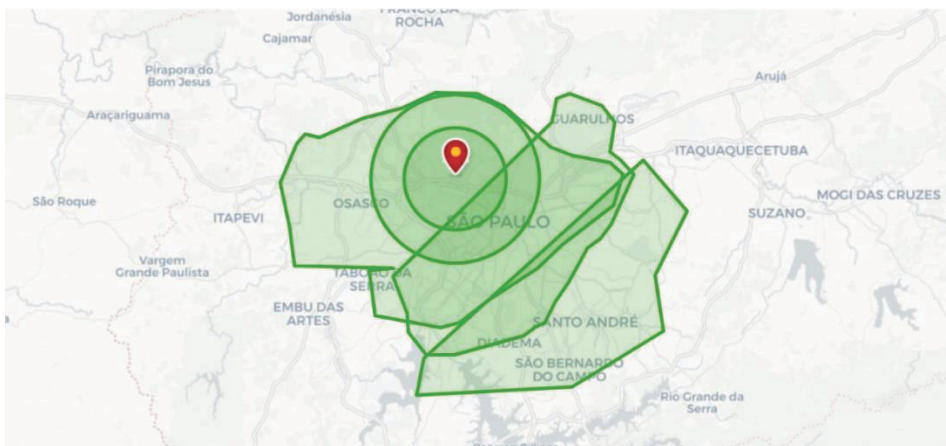 FRANCO DA
ROCHA
Jordanésia
Cajamar
Pirapora do
Bom Jesus
Arujá
Araçariguama
GUARULHOS
ITAQUAQUECETUBA
MOGI DAS CRUZES
São Roque
OSASCO
ITAPEVI
SÃO PAULO
SUZANO
Vargem
Grande Paulista
TABOÃO DA
SERRA
EMBU DAS
ARTES
SANTO ANDRÉ
DIADEMA
SÃO BERNARDO
DO CAMPO
Rio Grande da
Serra